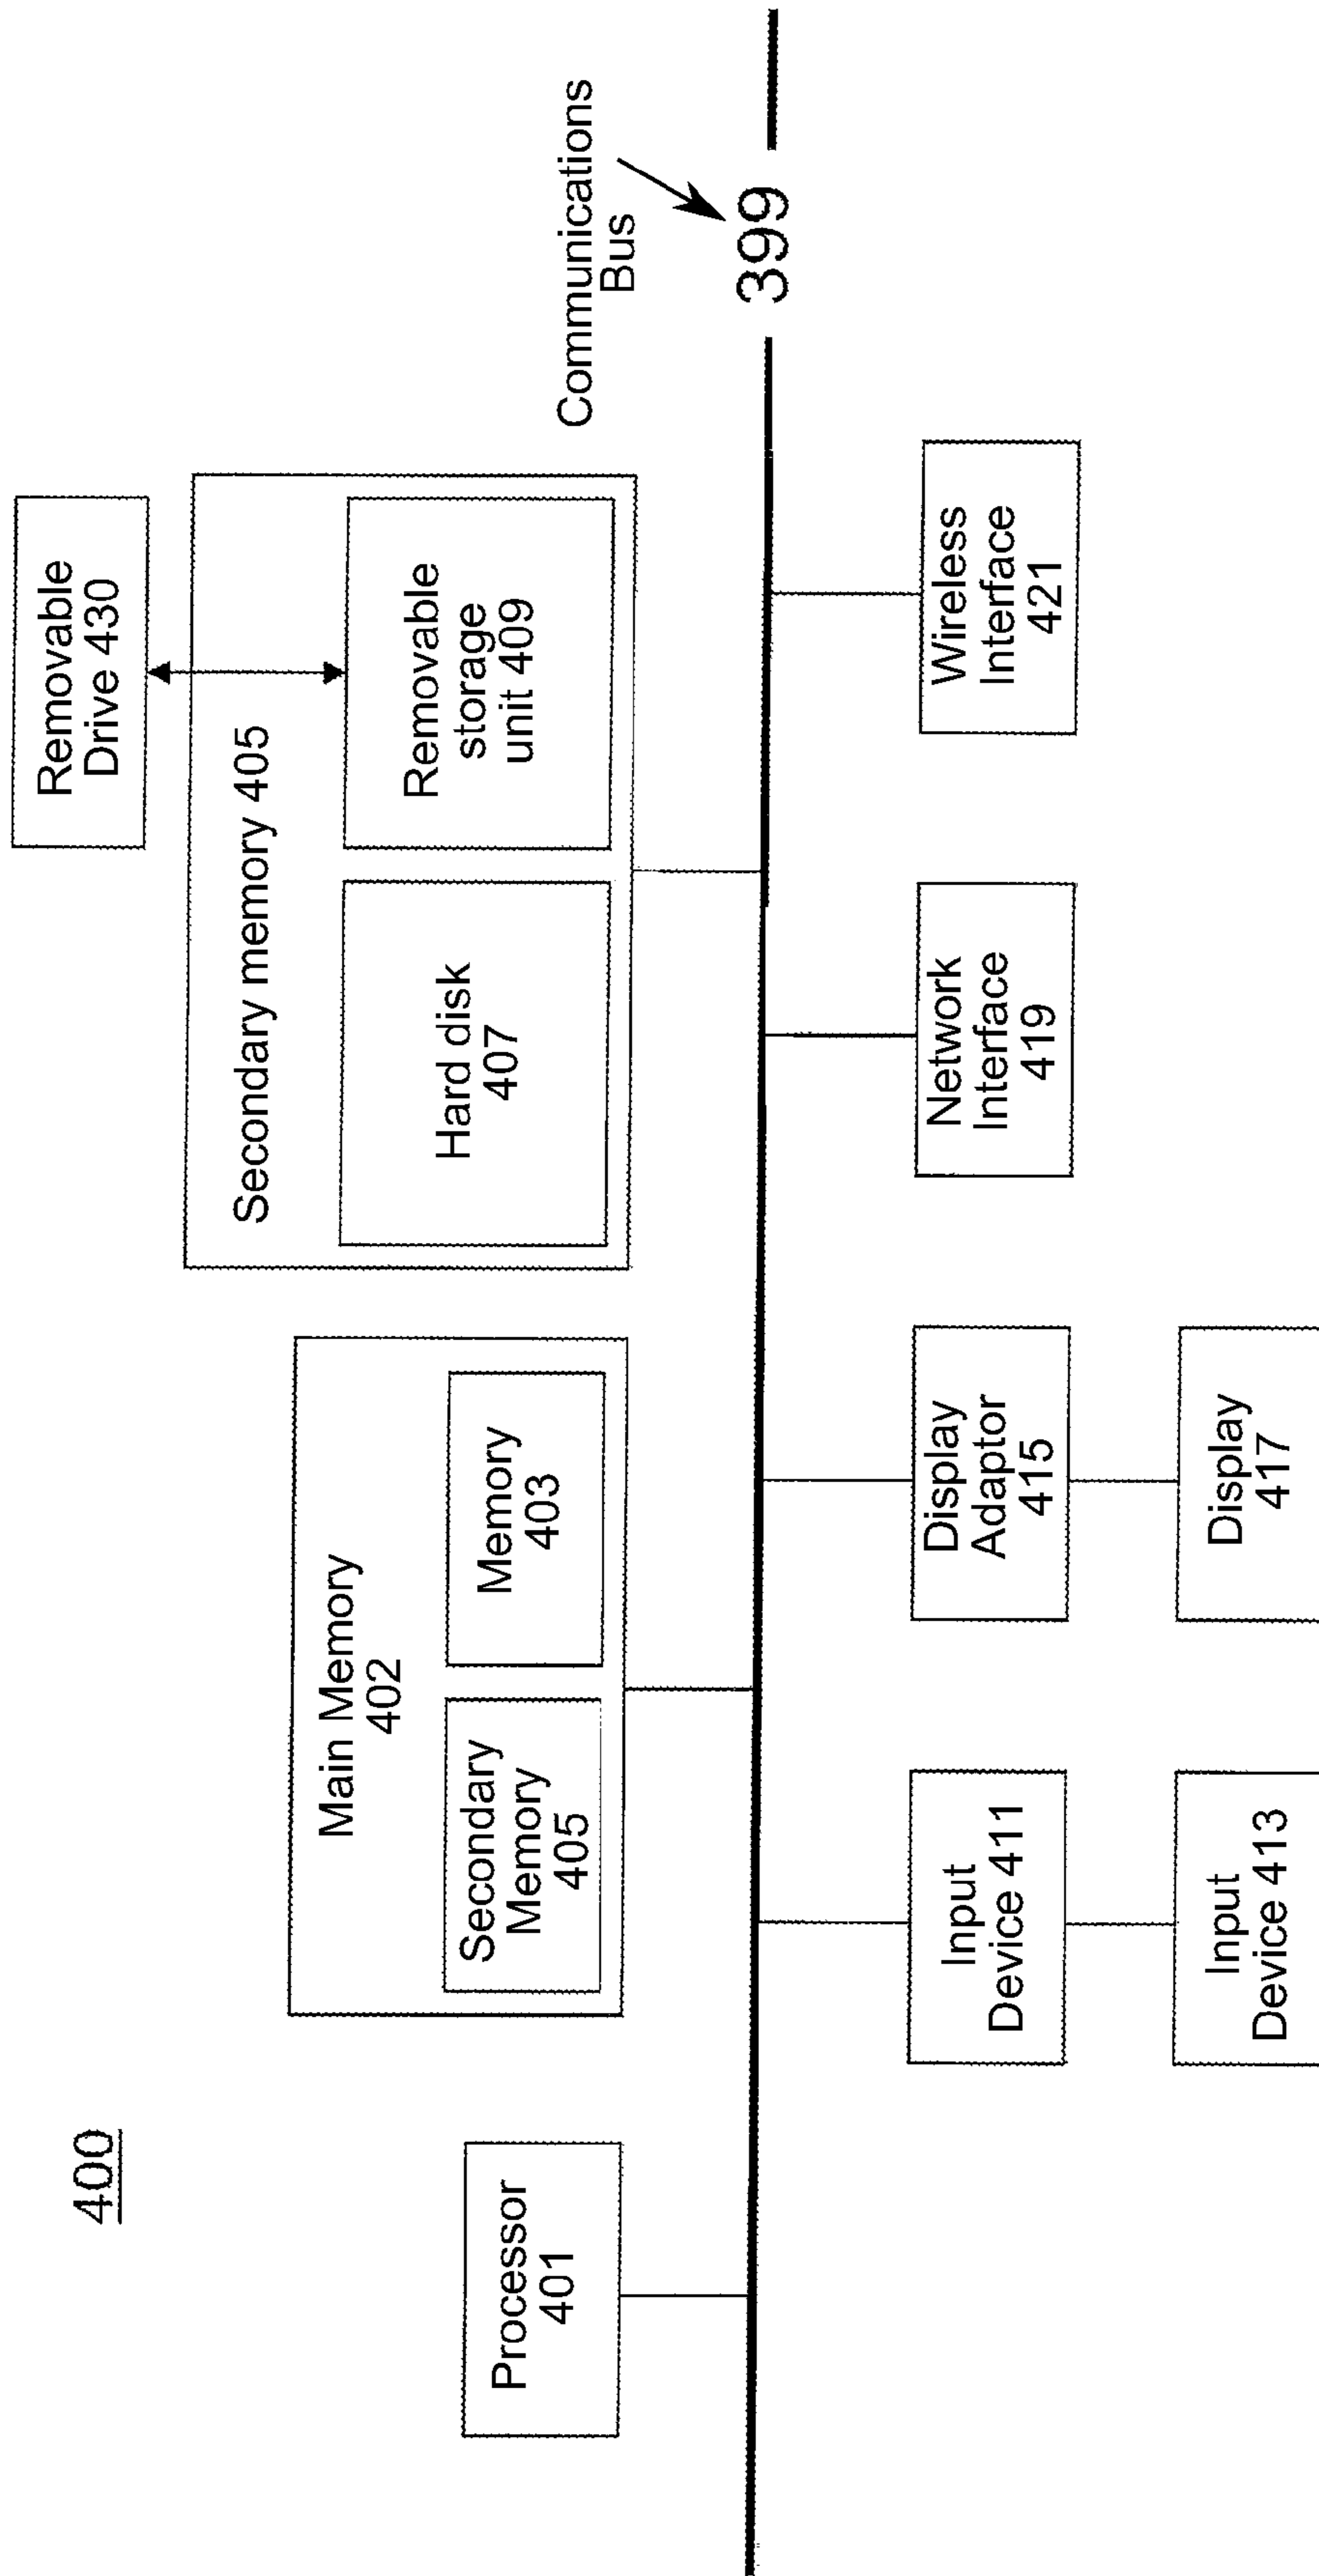 400
Removable
Drive 430
Secondary memory 405
Hard disk
407
Removable
storage
unit 409
Main Memory
402
Secondary
Memory
405
Memory
403
Processor
401
Communications
Bus
399
Input
Device 411
Display
Adaptor
415
Network
Interface
419
Wireless
Interface
421
Input
Device 413
Display
417